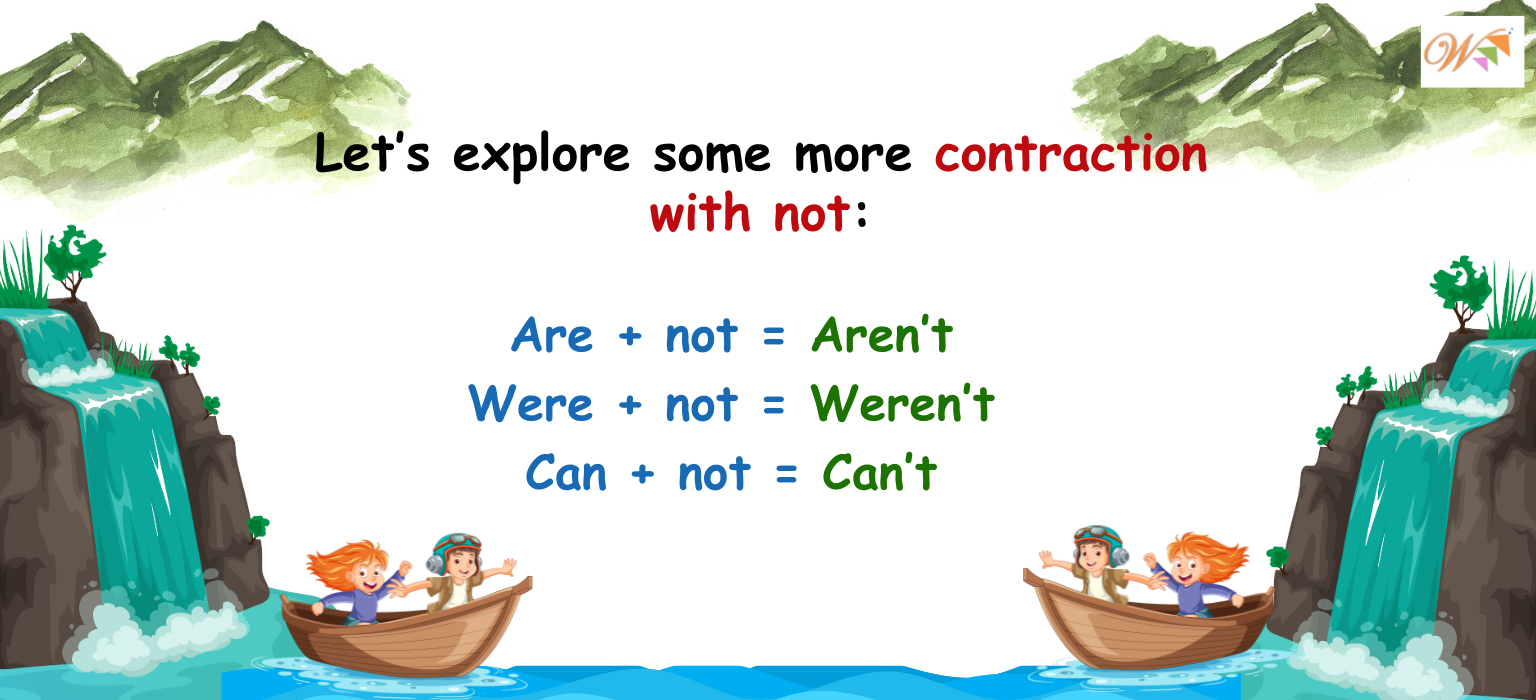 Let's explore some more contraction
with not:
Are + not = Aren't
Were + not = Weren't
Can + not = Can't
W